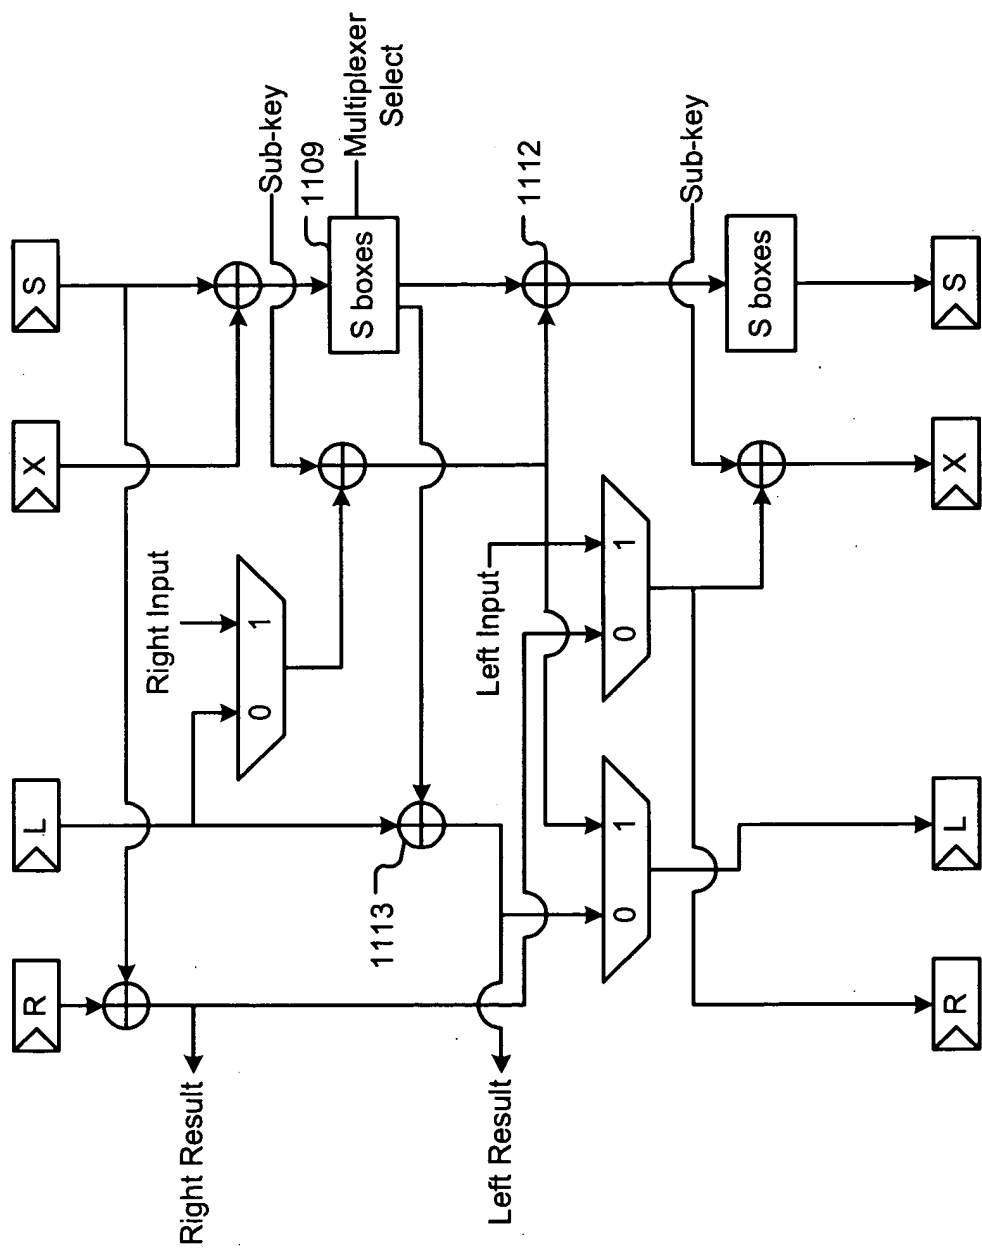 R
L
X
S
Right Result
Right Input
0
1
Sub-key
1109
S boxes
Multiplexer
Select
1113
Left Result
Left Input
1112
0
1
0
1
Sub-key
S boxes
R
L
X
S